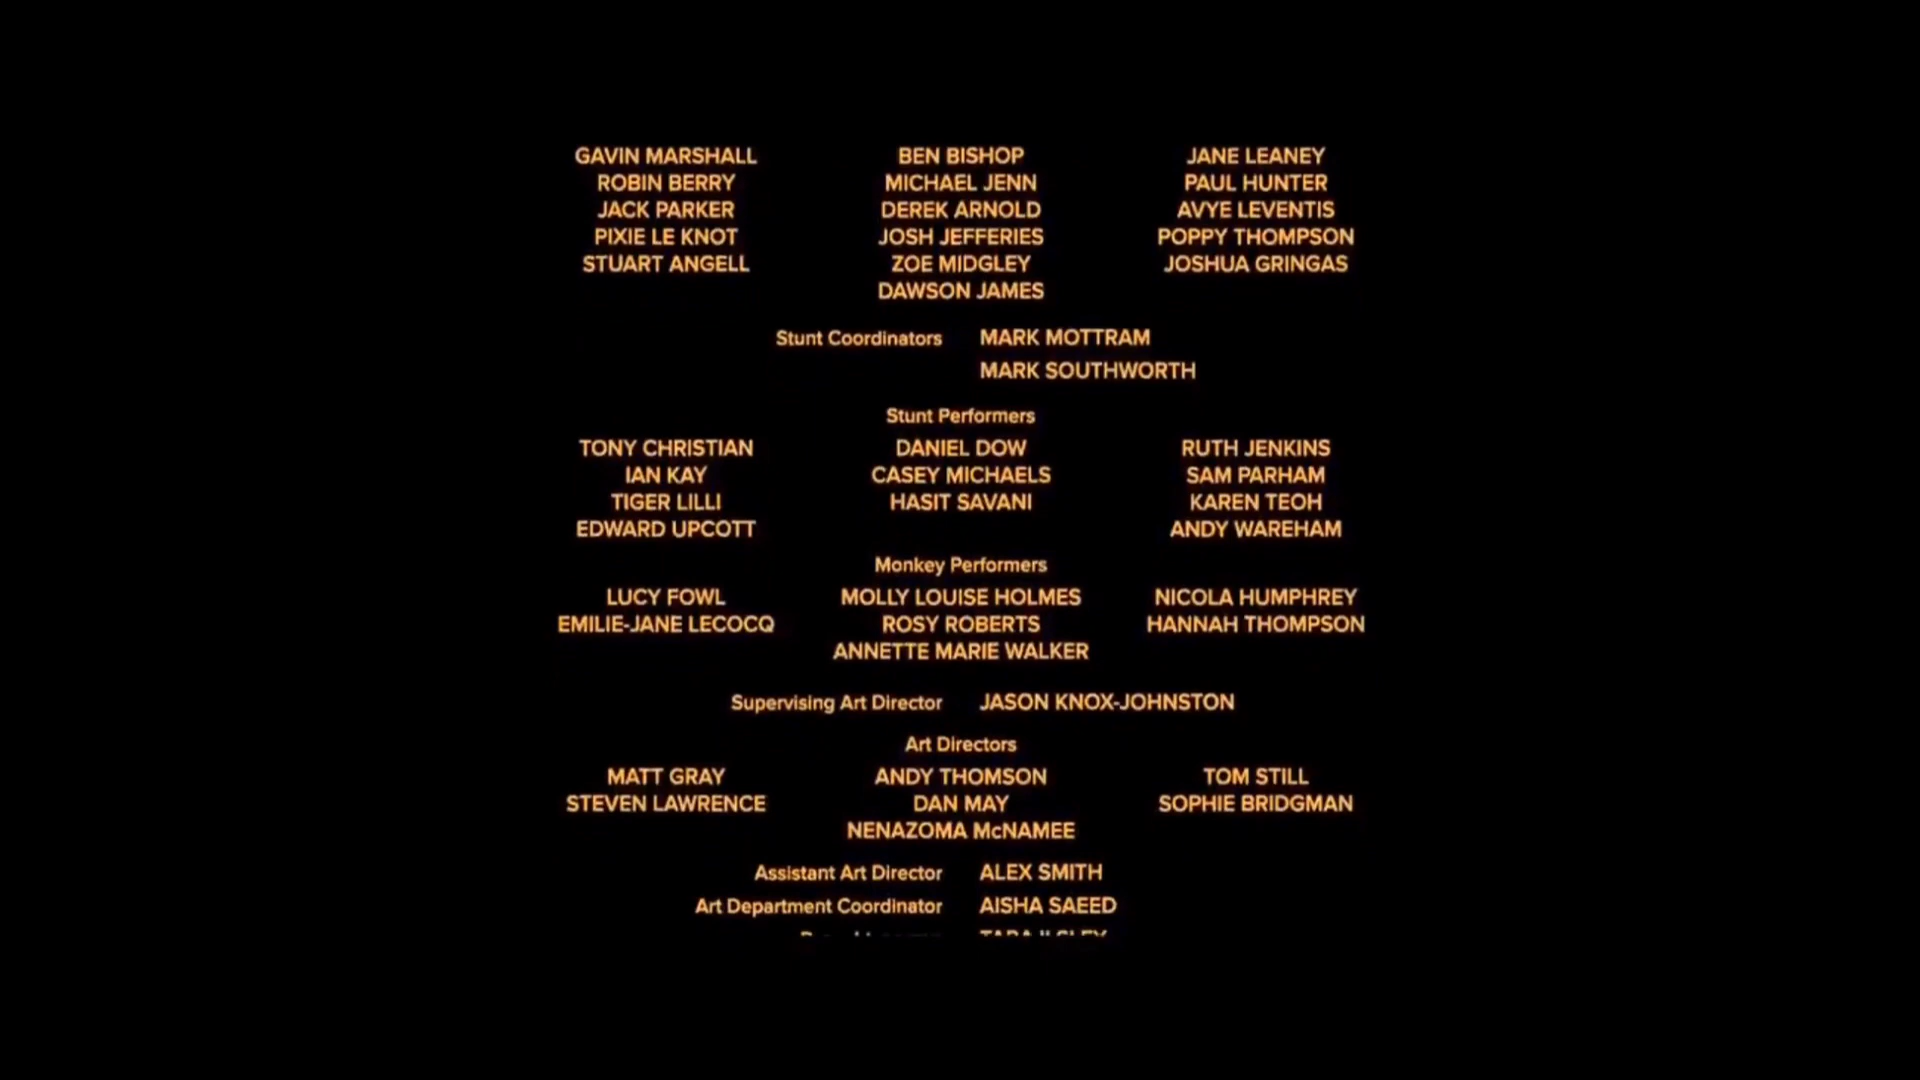 GAVIN MARSHALL BEN BISHOP JANE LEANEY
ROBIN BERRY MICHAEL JENN PAUL HUNTER
JACK PARKER DEREK ARNOLD AVYE LEVENTIS
PIXIE LE KNOT JOSH JEFFERIES POPPY THOMPSON
STUART ANGELL ZOE MIDGLEY JOSHUA GRINGAS
DAWSON JAMES
Stunt Coordinators MARK MOTTRAM
MARK SOUTHWORTH
Stunt Performers
TONY CHRISTIAN DANIEL DOW RUTH JENKINS
IAN KAY CASEY MICHAELS SAM PARHAM
TIGER LILLI HASIT SAVANI KAREN TEOH
EDWARD UPCOTT ANDY WAREHAM
Monkey Performers
LUCY FOWL MOLLY LOUISE HOLMES NICOLA HUMPHREY
EMILIE-JANE LECOCQ ROSY ROBERTS HANNAH THOMPSON
ANNETTE MARIE WALKER
Supervising Art Director JASON KNOX-JOHNSTON
Art Directors
MATT GRAY ANDY THOMSON TOM STILL
STEVEN LAWRENCE DAN MAY SOPHIE BRIDGMAN
NENAZOMA McNAMEE
Assistant Art Director ALEX SMITH
Art Department Coordinator AISHA SAEED